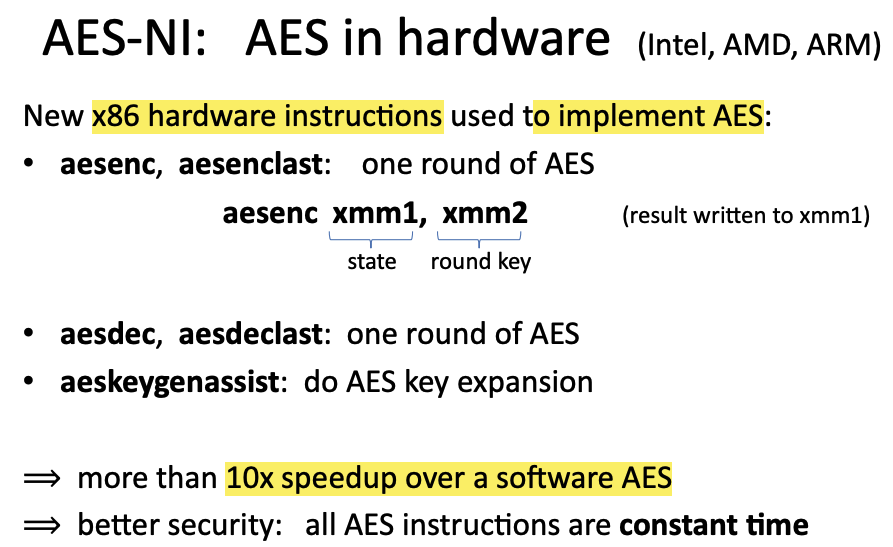 AES-NI: AES in hardware (Intel, AMD, ARM)
New x86 hardware instructions used to implement AES:
• aesenc, aesenclast: one round of AES
aesenc xmm1, xmm2 (result written to xmm1)
state round key
• aesdec, aesdeclast: one round of AES
• aeskeygenassist: do AES key expansion
⟹ more than 10x speedup over a software AES
⟹ better security: all AES instructions are constant time